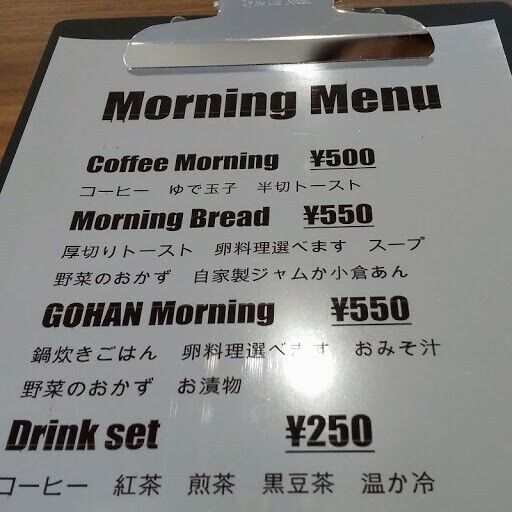 Morning Menu
Coffee Morning ¥500
コーヒー ゆで玉子 半切トースト
Morning Bread ¥550
厚切りトースト 卵料理選べます スープ
野菜のおかず 自家製ジャムか小倉あん
GOHAN Morning ¥550
鍋炊きごはん 卵料理選べます おみそ汁
野菜のおかず お漬物
Drink set ¥250
コーヒー 紅茶 煎茶 黒豆茶 温か冷